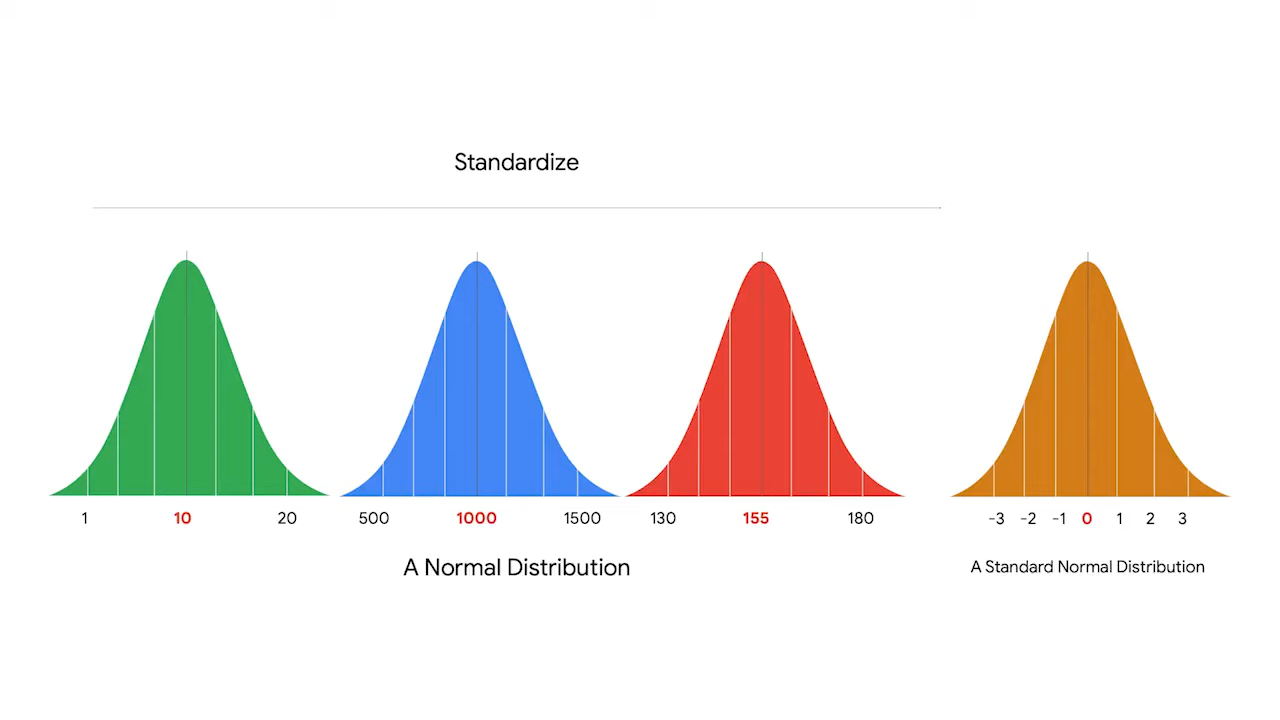 Standardize
1 10 20
500 1000 1500
130 155 180
-3 -2 -1 0 1 2 3
A Normal Distribution
A Standard Normal Distribution